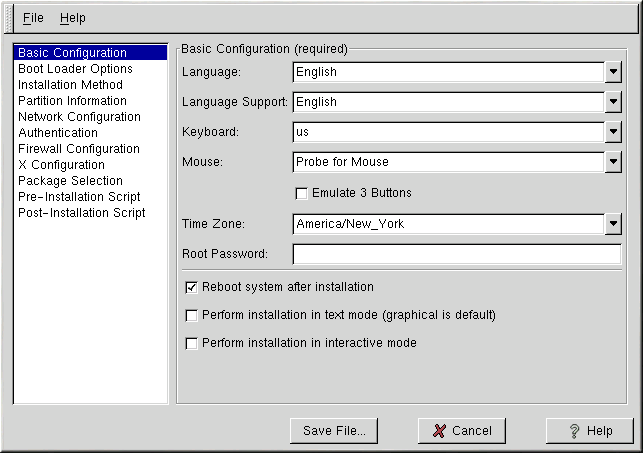 File Help
Basic Configuration
Boot Loader Options
Installation Method
Partition Information
Network Configuration
Authentication
Firewall Configuration
X Configuration
Package Selection
Pre-Installation Script
Post-Installation Script
Basic Configuration (required)
Language: English
Language Support: English
Keyboard: us
Mouse: Probe for Mouse
Emulate 3 Buttons
Time Zone: America/New_York
Root Password:
Reboot system after installation
Perform installation in text mode (graphical is default)
Perform installation in interactive mode
Save File... Cancel Help